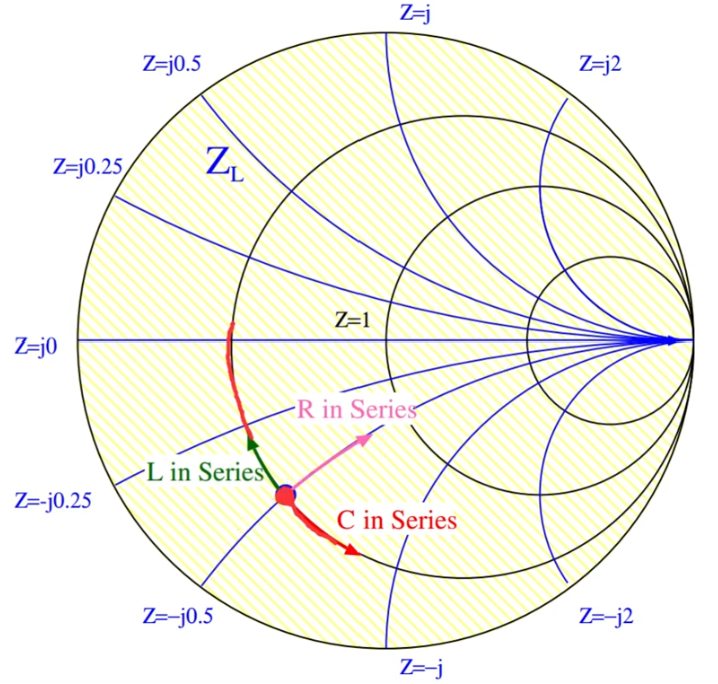 Z=j
Z=j0.5
Z=j2
Z=j0.25
ZL
Z=1
Z=j0
R in Series
L in Series
Z=-j0.25
C in Series
Z=−j0.5
Z=−j2
Z=−j